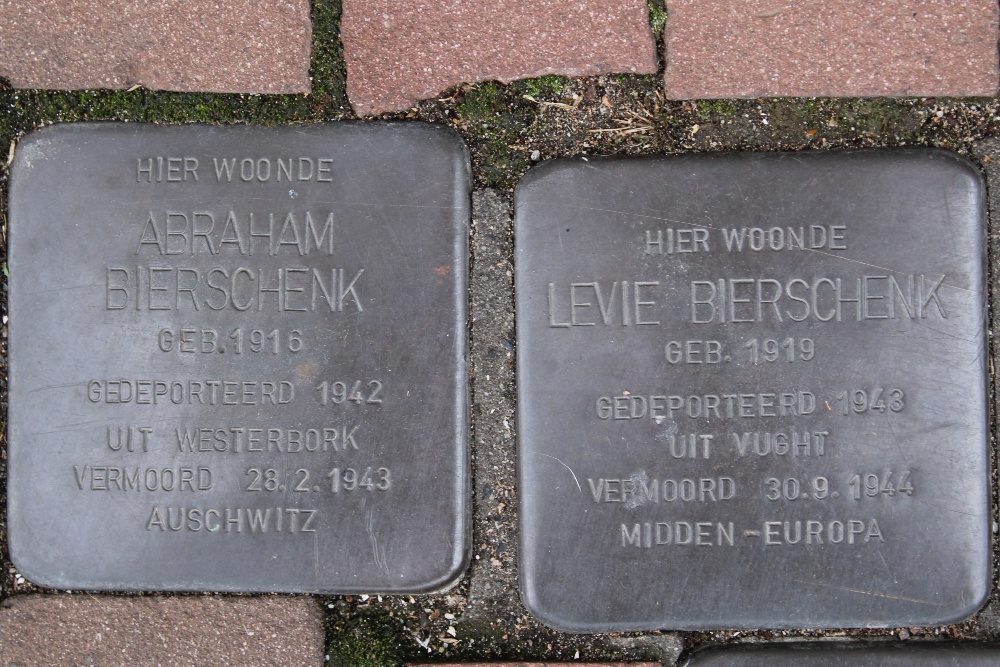 HIER WOONDE
ABRAHAM
BIERSCHENK
GEB.1916
GEDEPORTEERD 1942
UIT WESTERBORK
VERMOORD 28.2.1943
AUSCHWITZ
HIER WOONDE
LEVIE BIERSCHENK
GEB. 1919
GEDEPORTEERD 1943
UIT VUGHT
VERMOORD 30.9.1944
MIDDEN-EUROPA